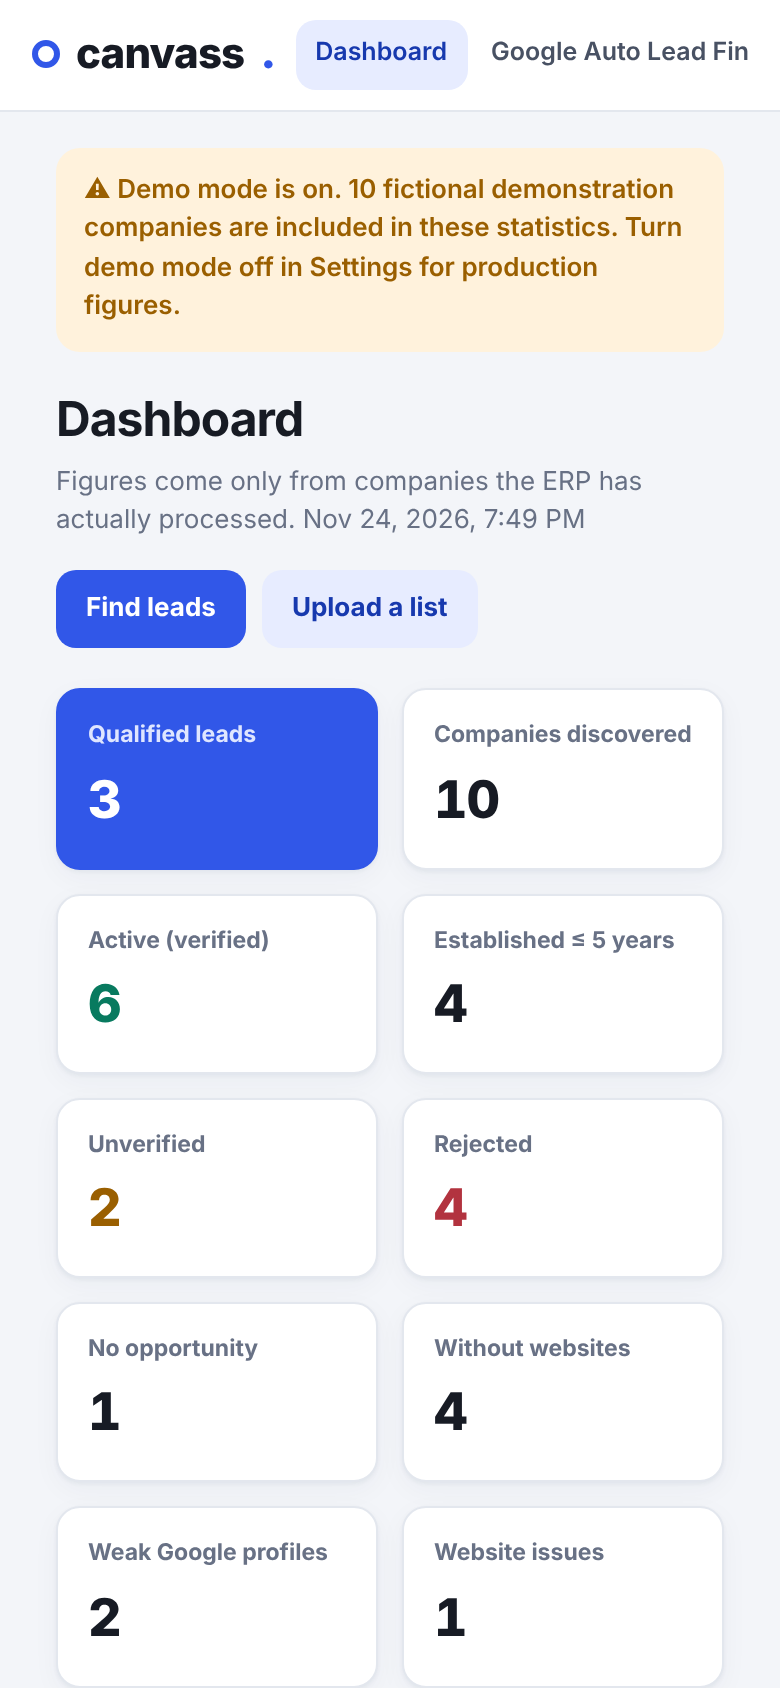 canvass.
Dashboard
Google Auto Lead Fin
⚠ Demo mode is on. 10 fictional demonstration
companies are included in these statistics. Turn
demo mode off in Settings for production
figures.
Dashboard
Figures come only from companies the ERP has
actually processed. Nov 24, 2026, 7:49 PM
Find leads
Upload a list
Qualified leads
3
Companies discovered
10
Active (verified)
6
Established ≤ 5 years
4
Unverified
2
Rejected
4
No opportunity
1
Without websites
4
Weak Google profiles
2
Website issues
1